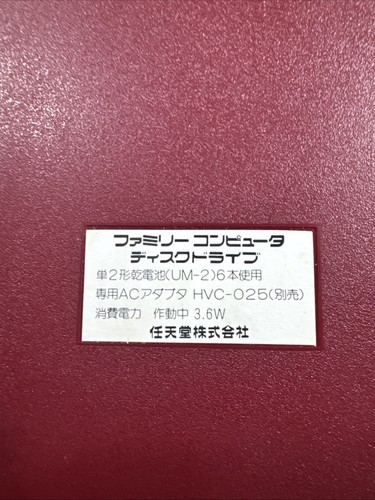 ファミリー コンピュータ
ディスクドライブ
単2形乾電池(UM-2)6本使用
専用ACアダプタ HVC-025(別売)
消費電力 作動中 3.6W
任天堂株式会社